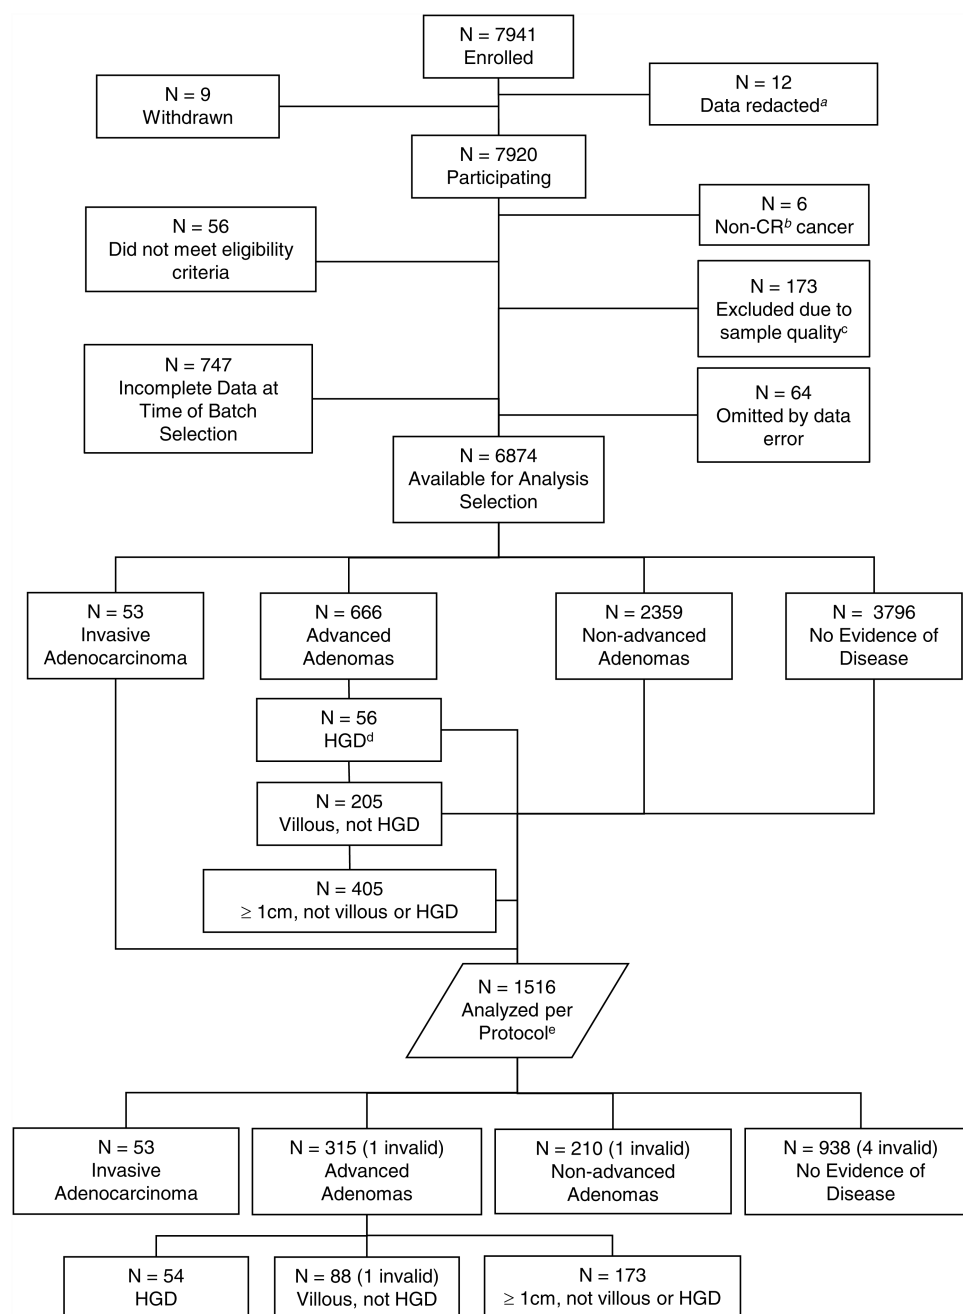 N = 7941
Enrolled
N = 9
Withdrawn
N = 12
Data redactedᵃ
N = 7920
Participating
N = 6
Non-CRᵇ cancer
N = 56
Did not meet eligibility
criteria
N = 173
Excluded due to
sample qualityᶜ
N = 747
Incomplete Data at
Time of Batch
Selection
N = 64
Omitted by data
error
N = 6874
Available for Analysis
Selection
N = 53
Invasive
Adenocarcinoma
N = 666
Advanced
Adenomas
N = 2359
Non-advanced
Adenomas
N = 3796
No Evidence of
Disease
N = 56
HGDᵈ
N = 205
Villous, not HGD
N = 405
≥ 1cm, not villous or HGD
N = 1516
Analyzed per
Protocolᵉ
N = 53
Invasive
Adenocarcinoma
N = 315 (1 invalid)
Advanced
Adenomas
N = 210 (1 invalid)
Non-advanced
Adenomas
N = 938 (4 invalid)
No Evidence of
Disease
N = 54
HGD
N = 88 (1 invalid)
Villous, not HGD
N = 173
≥ 1cm, not villous or HGD